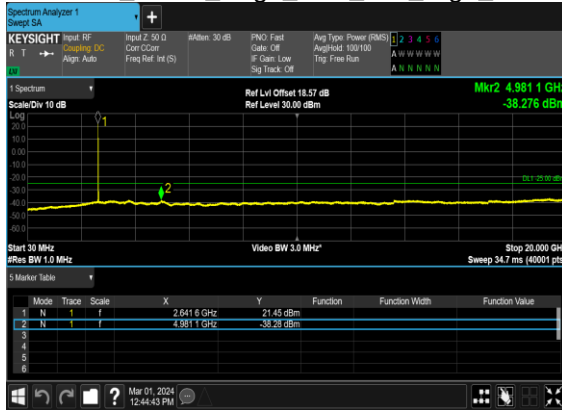 Spectrum Analyzer 1
Swept SA
+
KEYSIGHT Input: RF Input Z: 50 Ω #Atten: 30 dB PNO: Fast Avg Type: Power (RMS) 1 2 3 4 5 6
R T Coupling: DC Corr CCorr Gate: Off Avg|Hold: 100/100 A W W W W W
Align: Auto Freq Ref: Int (S) IF Gain: Low Trig: Free Run
LU Sig Track: Off A N N N N N
1 Spectrum Ref Lvl Offset 18.57 dB Mkr2 4.981 1 GHz
Scale/Div 10 dB Ref Level 30.00 dBm -38.276 dBm
Log
20.0
10.0
0.00
-10.0
-20.0
-30.0
-40.0
-50.0
-60.0
1
2
DL1 -25.00 dBm
Start 30 MHz Video BW 3.0 MHz* Stop 20.000 GHz
#Res BW 1.0 MHz Sweep 34.7 ms (40001 pts)
5 Marker Table
Mode Trace Scale X Y Function Function Width Function Value
1 N 1 f 2.641 6 GHz 21.45 dBm
2 N 1 f 4.981 1 GHz -38.28 dBm
3
4
5
6
? Mar 01, 2024
12:44:43 PM